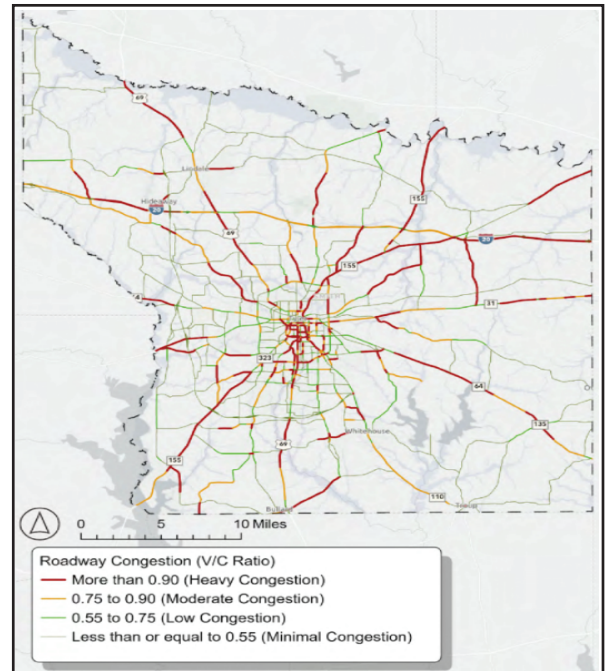 69
Lindale
Hideaway
20
155
69
20
155
31
323
64
Whitehouse
135
69
155
110
Troup
Bullard
0 5 10 Miles
Roadway Congestion (V/C Ratio)
More than 0.90 (Heavy Congestion)
0.75 to 0.90 (Moderate Congestion)
0.55 to 0.75 (Low Congestion)
Less than or equal to 0.55 (Minimal Congestion)